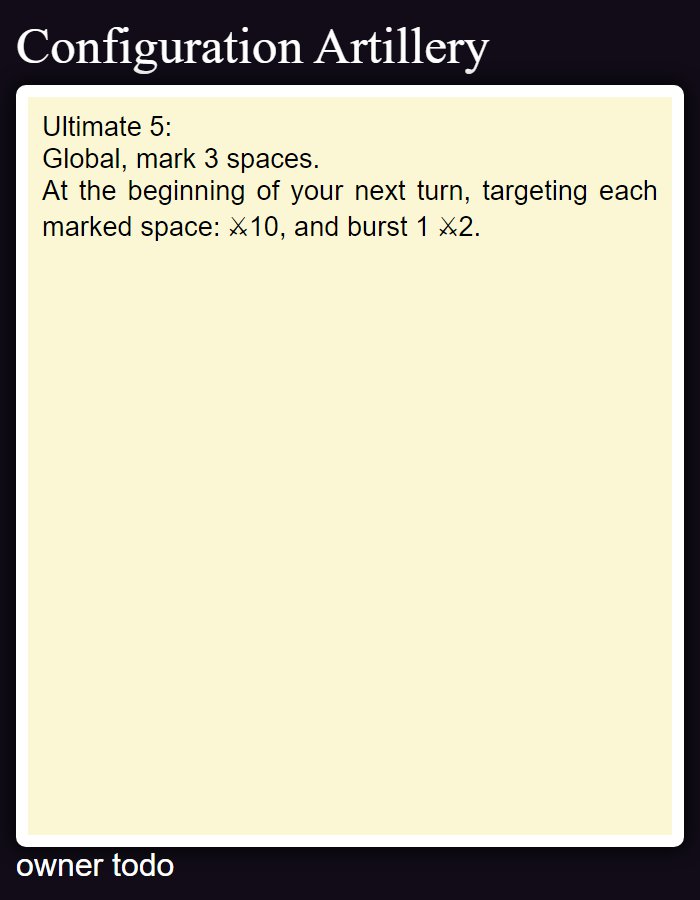 Configuration Artillery
Ultimate 5:
Global, mark 3 spaces.
At the beginning of your next turn, targeting each
marked space: ⚔10, and burst 1 ⚔2.
owner todo